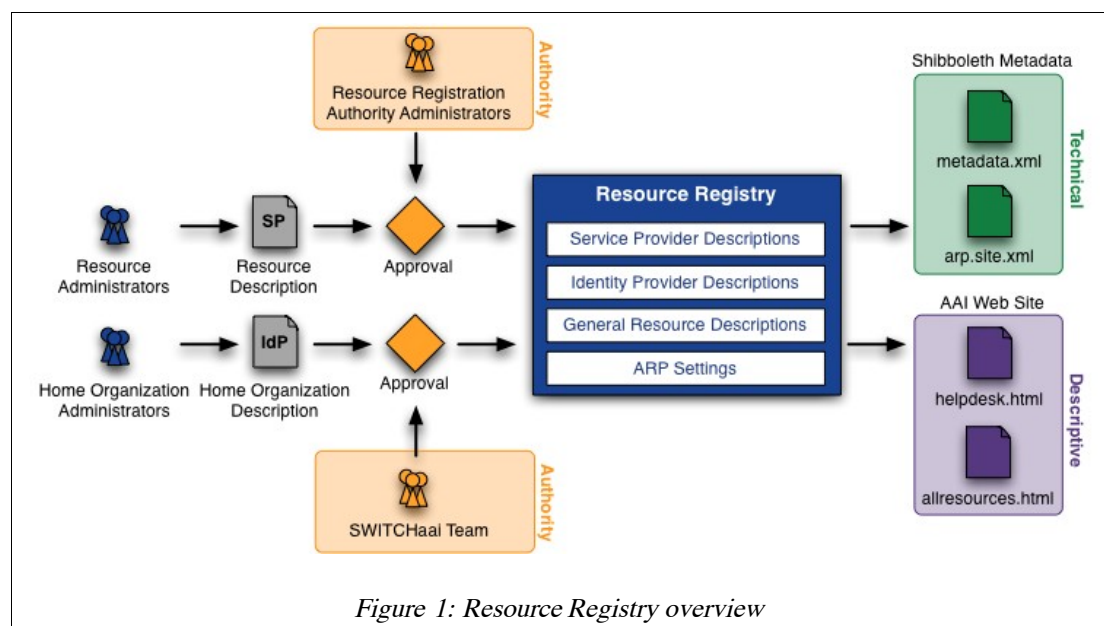 Resource Registration
Authority Administrators
Authority
Resource
Administrators
SP
Resource
Description
Approval
Home Organization
Administrators
IdP
Home Organization
Description
Approval
SWITCHaai Team
Authority
Resource Registry
Service Provider Descriptions
Identity Provider Descriptions
General Resource Descriptions
ARP Settings
Shibboleth Metadata
metadata.xml
arp.site.xml
Technical
AAI Web Site
helpdesk.html
allresources.html
Descriptive
Figure 1: Resource Registry overview